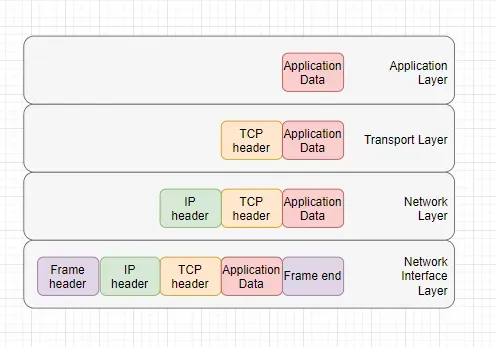 Application
Data
Application
Layer
TCP
header
Application
Data
Transport Layer
IP
header
TCP
header
Application
Data
Network
Layer
Frame
header
IP
header
TCP
header
Application
Data
Frame end
Network
Interface
Layer